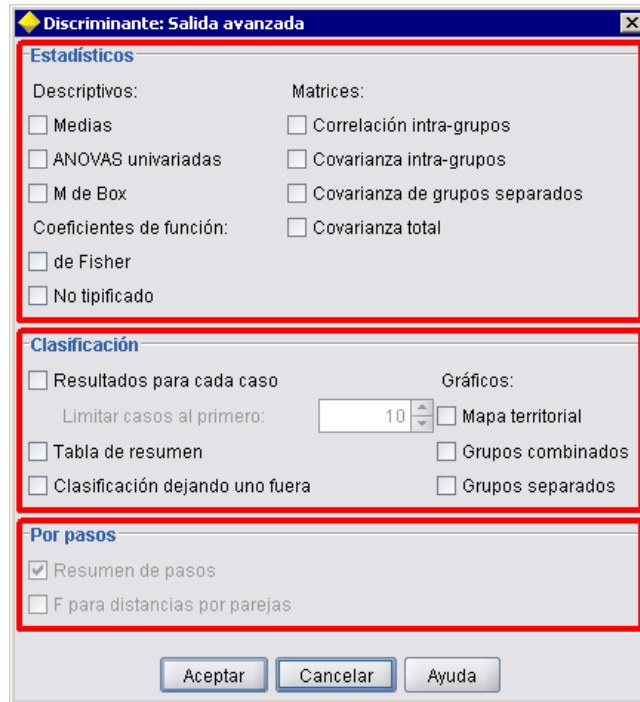 Discriminante: Salida avanzada
Estadísticos
Descriptivos:
Medias
ANOVAS univariadas
M de Box
Coeficientes de función:
de Fisher
No tipificado
Matrices:
Correlación intra-grupos
Covarianza intra-grupos
Covarianza de grupos separados
Covarianza total
Clasificación
Resultados para cada caso
Limitar casos al primero: 10
Tabla de resumen
Clasificación dejando uno fuera
Gráficos:
Mapa territorial
Grupos combinados
Grupos separados
Por pasos
Resumen de pasos
F para distancias por parejas
Aceptar Cancelar Ayuda